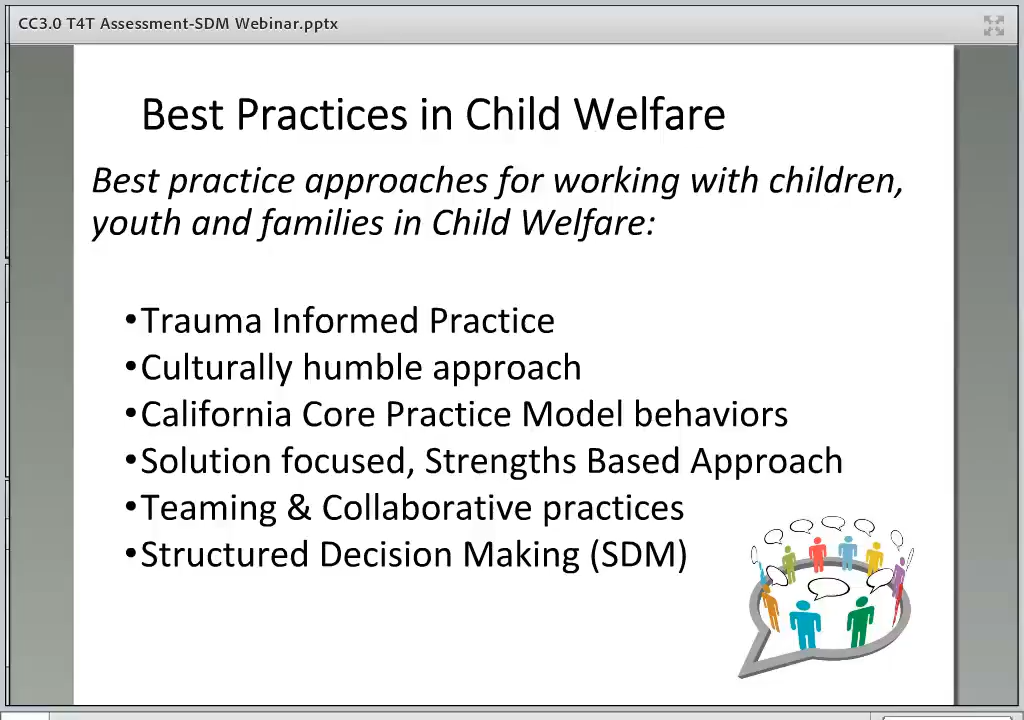 CC3.0 T4T Assessment-SDM Webinar.pptx
Best Practices in Child Welfare
Best practice approaches for working with children,
youth and families in Child Welfare:
•Trauma Informed Practice
•Culturally humble approach
•California Core Practice Model behaviors
•Solution focused, Strengths Based Approach
•Teaming & Collaborative practices
•Structured Decision Making (SDM)